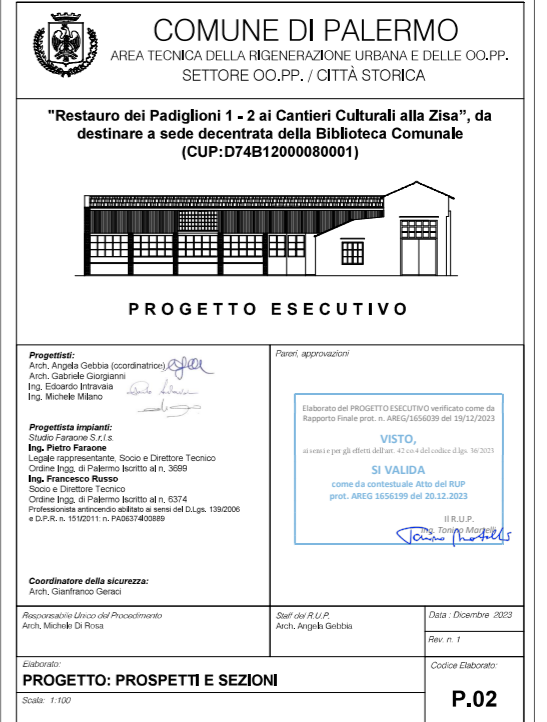 COMUNE DI PALERMO
AREA TECNICA DELLA RIGENERAZIONE URBANA E DELLE OO.PP.
SETTORE OO.PP. / CITTÀ STORICA
"Restauro dei Padiglioni 1 - 2 ai Cantieri Culturali alla Zisa”, da
destinare a sede decentrata della Biblioteca Comunale
(CUP:D74B12000080001)
PROGETTO ESECUTIVO
Progettisti:
Arch. Angela Gebbia (coordinatrice)
Arch. Gabriele Giorgianni
Ing. Edoardo Intravaia
Ing. Michele Milano
Progettista impianti:
Studio Faraone S.r.l.s.
Ing. Pietro Faraone
Legale rappresentante, Socio e Direttore Tecnico
Ordine Ingg. di Palermo Iscritto al n. 3699
Ing. Francesco Russo
Socio e Direttore Tecnico
Ordine Ingg. di Palermo Iscritto al n. 6374
Professionista antincendio abilitato ai sensi del D.Lgs. 139/2006
e D.P.R. n. 151/2011: n. PA06374I00889
Coordinatore della sicurezza:
Arch. Gianfranco Geraci
Pareri, approvazioni
Elaborato del PROGETTO ESECUTIVO verificato come da
Rapporto Finale prot. n. AREG/1656039 del 19/12/2023
VISTO,
ai sensi e per gli effetti dell'art. 42 co 4 del codice d.lgs. 36/2023
SI VALIDA
come da contestuale Atto del RUP
prot. AREG 1656199 del 20.12.2023
Il R.U.P.
Ing. Tonino Martelli
Responsabile Unico del Procedimento
Arch. Michele Di Rosa
Staff del R.U.P.
Arch. Angela Gebbia
Data : Dicembre 2023
Rev. n. 1
Elaborato:
PROGETTO: PROSPETTI E SEZIONI
Scala: 1:100
Codice Elaborato:
P.02